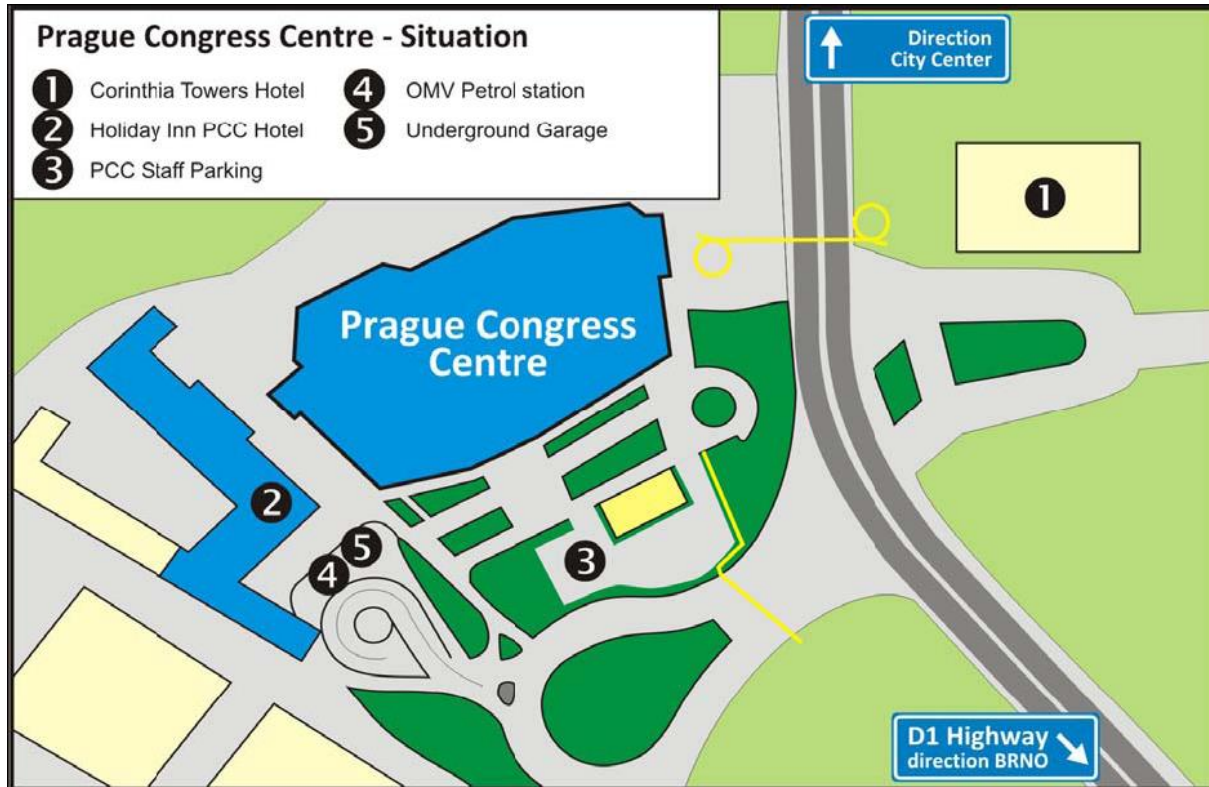 Prague Congress Centre - Situation
1 Corinthia Towers Hotel
2 Holiday Inn PCC Hotel
3 PCC Staff Parking
4 OMV Petrol station
5 Underground Garage
Direction
City Center
1
Prague Congress
Centre
2
5
4
3
D1 Highway
direction BRNO